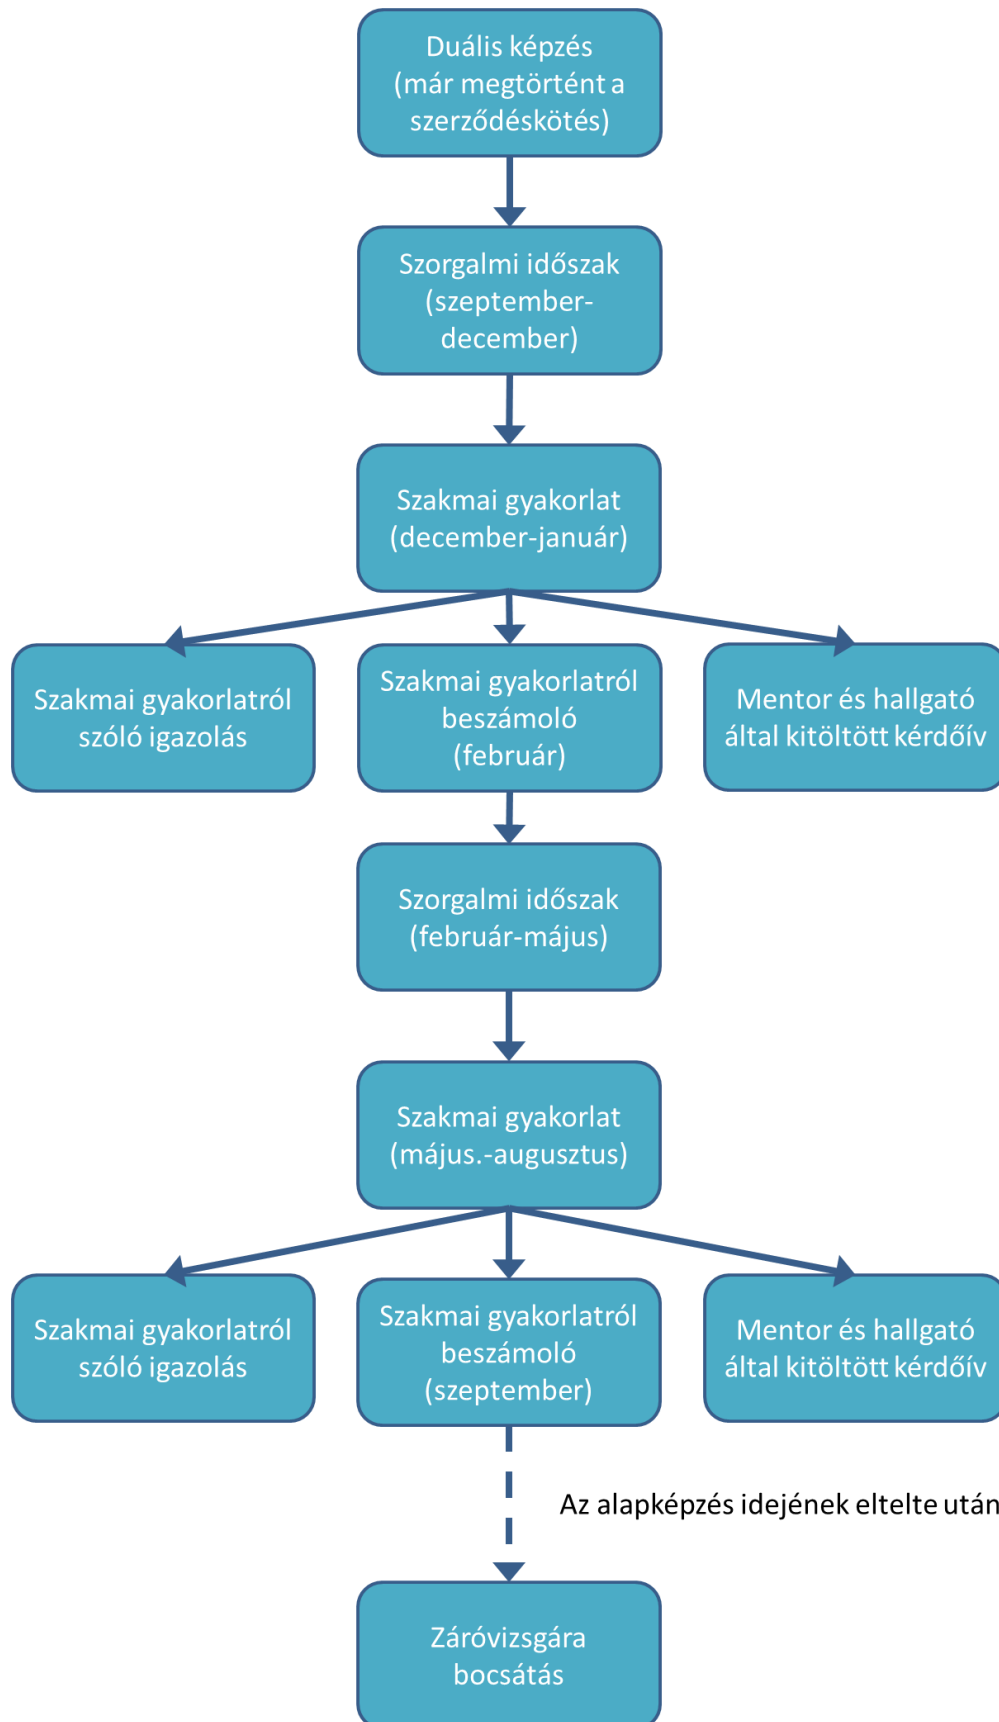 Duális képzés
(már megtörtént a
szerződéskötés)
Szorgalmi időszak
(szeptember-
december)
Szakmai gyakorlat
(december-január)
Szakmai gyakorlatról
szóló igazolás
Szakmai gyakorlatról
beszámoló
(február)
Mentor és hallgató
által kitöltött kérdőív
Szorgalmi időszak
(február-május)
Szakmai gyakorlat
(május.-augusztus)
Szakmai gyakorlatról
szóló igazolás
Szakmai gyakorlatról
beszámoló
(szeptember)
Mentor és hallgató
által kitöltött kérdőív
Az alapképzés idejének eltelte után
Záróvizsgára
bocsátás